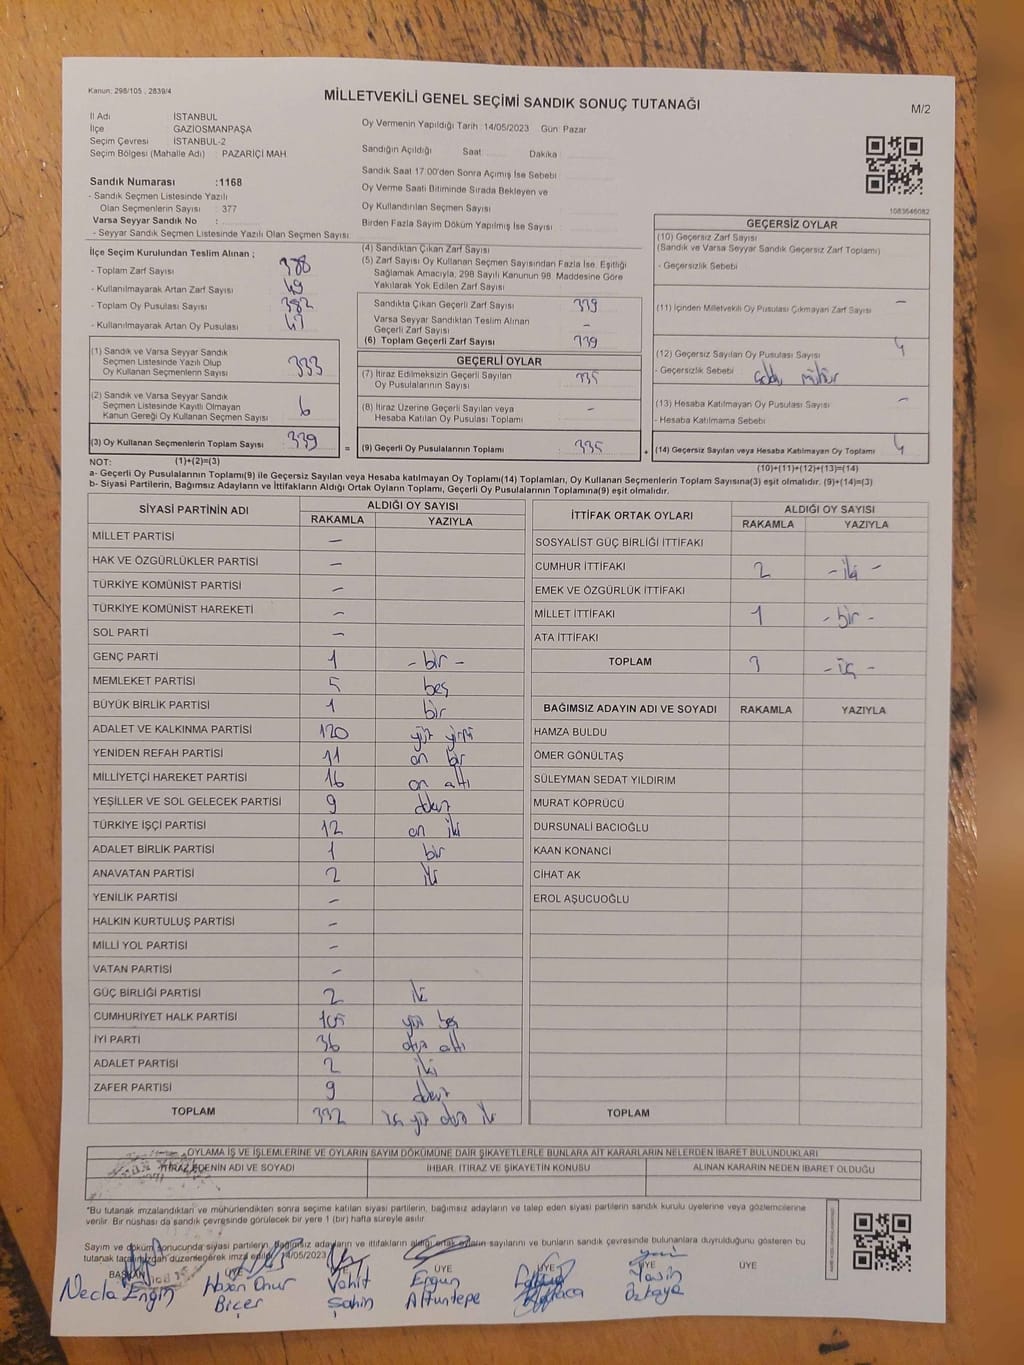 Kanun: 298/105 , 2839/4
MİLLETVEKİLİ GENEL SEÇİMİ SANDIK SONUÇ TUTANAĞI
M/2
İl Adı İSTANBUL
İlçe GAZİOSMANPAŞA
Seçim Çevresi İSTANBUL-2
Seçim Bölgesi (Mahalle Adı) : PAZARİÇİ MAH
Oy Vermenin Yapıldığı Tarih :14/05/2023 Gün: Pazar
Sandığın Açıldığı Saat: Dakika:
Sandık Saat 17.00'den Sonra Açılmış İse Sebebi:
Oy Verme Saati Bitiminde Sırada Bekleyen ve
Oy Kullandırılan Seçmen Sayısı
Birden Fazla Sayım Döküm Yapılmış İse Sayısı :
1083646082
Sandık Numarası :1168
- Sandık Seçmen Listesinde Yazılı
Olan Seçmenlerin Sayısı : 377
Varsa Seyyar Sandık No :
- Seyyar Sandık Seçmen Listesinde Yazılı Olan Seçmen Sayısı:
İlçe Seçim Kurulundan Teslim Alınan ;
- Toplam Zarf Sayısı 388
- Kullanılmayarak Artan Zarf Sayısı 49
- Toplam Oy Pusulası Sayısı 382
- Kullanılmayarak Artan Oy Pusulası 47
(1) Sandık ve Varsa Seyyar Sandık
Seçmen Listesinde Yazılı Olup
Oy Kullanan Seçmenlerin Sayısı 333
(2) Sandık ve Varsa Seyyar Sandık
Seçmen Listesinde Kayıtlı Olmayan
Kanun Gereği Oy Kullanan Seçmen Sayısı 6
(3) Oy Kullanan Seçmenlerin Toplam Sayısı 339 =
(4) Sandıktan Çıkan Zarf Sayısı
(5) Zarf Sayısı Oy Kullanan Seçmen Sayısından Fazla İse, Eşitliği
Sağlamak Amacıyla, 298 Sayılı Kanunun 98. Maddesine Göre
Yakılarak Yok Edilen Zarf Sayısı
Sandıkta Çıkan Geçerli Zarf Sayısı 339
Varsa Seyyar Sandıktan Teslim Alınan
Geçerli Zarf Sayısı -
(6) Toplam Geçerli Zarf Sayısı 339
GEÇERLİ OYLAR
(7) İtiraz Edilmeksizin Geçerli Sayılan
Oy Pusulalarının Sayısı 335
(8) İtiraz Üzerine Geçerli Sayılan veya
Hesaba Katılan Oy Pusulası Toplamı -
(9) Geçerli Oy Pusulalarının Toplamı 335 +
GEÇERSİZ OYLAR
(10) Geçersiz Zarf Sayısı
(Sandık ve Varsa Seyyar Sandık Geçersiz Zarf Toplamı)
- Geçersizlik Sebebi
(11) İçinden Milletvekili Oy Pusulası Çıkmayan Zarf Sayısı -
(12) Geçersiz Sayılan Oy Pusulası Sayısı 4
- Geçersizlik Sebebi mühür
(13) Hesaba Katılmayan Oy Pusulası Sayısı -
- Hesaba Katılmama Sebebi
(14) Geçersiz Sayılan veya Hesaba Katılmayan Oy Toplamı 4
NOT: (1)+(2)=(3)
(10)+(11)+(12)+(13)=(14)
a- Geçerli Oy Pusulalarının Toplamı(9) ile Geçersiz Sayılan veya Hesaba katılmayan Oy Toplamı(14) Toplamları, Oy Kullanan Seçmenlerin Toplam Sayısına(3) eşit olmalıdır. (9)+(14)=(3)
b- Siyasi Partilerin, Bağımsız Adayların ve İttifakların Aldığı Ortak Oyların Toplamı, Geçerli Oy Pusulalarının Toplamına(9) eşit olmalıdır.
SİYASİ PARTİNİN ADI ALDIĞI OY SAYISI
RAKAMLA YAZIYLA
MİLLET PARTİSİ -
HAK VE ÖZGÜRLÜKLER PARTİSİ -
TÜRKİYE KOMÜNİST PARTİSİ -
TÜRKİYE KOMÜNİST HAREKETİ -
SOL PARTİ -
GENÇ PARTİ 1 - bir -
MEMLEKET PARTİSİ 5 beş
BÜYÜK BİRLİK PARTİSİ 1 bir
ADALET VE KALKINMA PARTİSİ 120 yüz yirmi
YENİDEN REFAH PARTİSİ 11 on bir
MİLLİYETÇİ HAREKET PARTİSİ 16 on altı
YEŞİLLER VE SOL GELECEK PARTİSİ 9 dokuz
TÜRKİYE İŞÇİ PARTİSİ 12 on iki
ADALET BİRLİK PARTİSİ 1 bir
ANAVATAN PARTİSİ 2 iki
YENİLİK PARTİSİ -
HALKIN KURTULUŞ PARTİSİ -
MİLLİ YOL PARTİSİ -
VATAN PARTİSİ -
GÜÇ BİRLİĞİ PARTİSİ 2 iki
CUMHURİYET HALK PARTİSİ 105 yüz beş
İYİ PARTİ 36 otuz altı
ADALET PARTİSİ 2 iki
ZAFER PARTİSİ 9 dokuz
TOPLAM 332 üç yüz otuz iki
İTTİFAK ORTAK OYLARI ALDIĞI OY SAYISI
RAKAMLA YAZIYLA
SOSYALİST GÜÇ BİRLİĞİ İTTİFAKI
CUMHUR İTTİFAKI 2 - iki -
EMEK VE ÖZGÜRLÜK İTTİFAKI
MİLLET İTTİFAKI 1 - bir -
ATA İTTİFAKI
TOPLAM 3 - üç -
BAĞIMSIZ ADAYIN ADI VE SOYADI RAKAMLA YAZIYLA
HAMZA BULDU
ÖMER GÖNÜLTAŞ
SÜLEYMAN SEDAT YILDIRIM
MURAT KÖPRÜCÜ
DURSUNALİ BACIOĞLU
KAAN KONANCİ
CİHAT AK
EROL AŞUCUOĞLU
TOPLAM
OYLAMA İŞ VE İŞLEMLERİNE VE OYLARIN SAYIM DÖKÜMÜNE DAİR ŞİKAYETLERLE BUNLARA AİT KARARLARIN NELERDEN İBARET BULUNDUKLARI
İTİRAZ EDENİN ADI VE SOYADI İHBAR, İTİRAZ VE ŞİKAYETİN KONUSU ALINAN KARARIN NEDEN İBARET OLDUĞU
*Bu tutanak imzalandıktan ve mühürlendikten sonra seçime katılan siyasi partilerin, bağımsız adayların ve talep eden siyasi partilerin sandık kurulu üyelerine veya gözlemcilerine
verilir. Bir nüshası da sandık çevresinde görülecek bir yere 1 (bir) hafta süreyle asılır.
Sayım ve döküm sonucunda siyasi partilerin, bağımsız adayların ve ittifakların aldığı ortak oyların sayılarını ve bunların sandık çevresinde bulunanlara duyrulduğunu gösteren bu
tutanak tarafımızdan düzenlenerek imza edildi. 14/05/2023
BAŞKAN ÜYE ÜYE ÜYE ÜYE ÜYE ÜYE
Necla Engin Hasan Onur Vahit Ergun Yasin
Biçer Şahin Altuntepe Öztaya